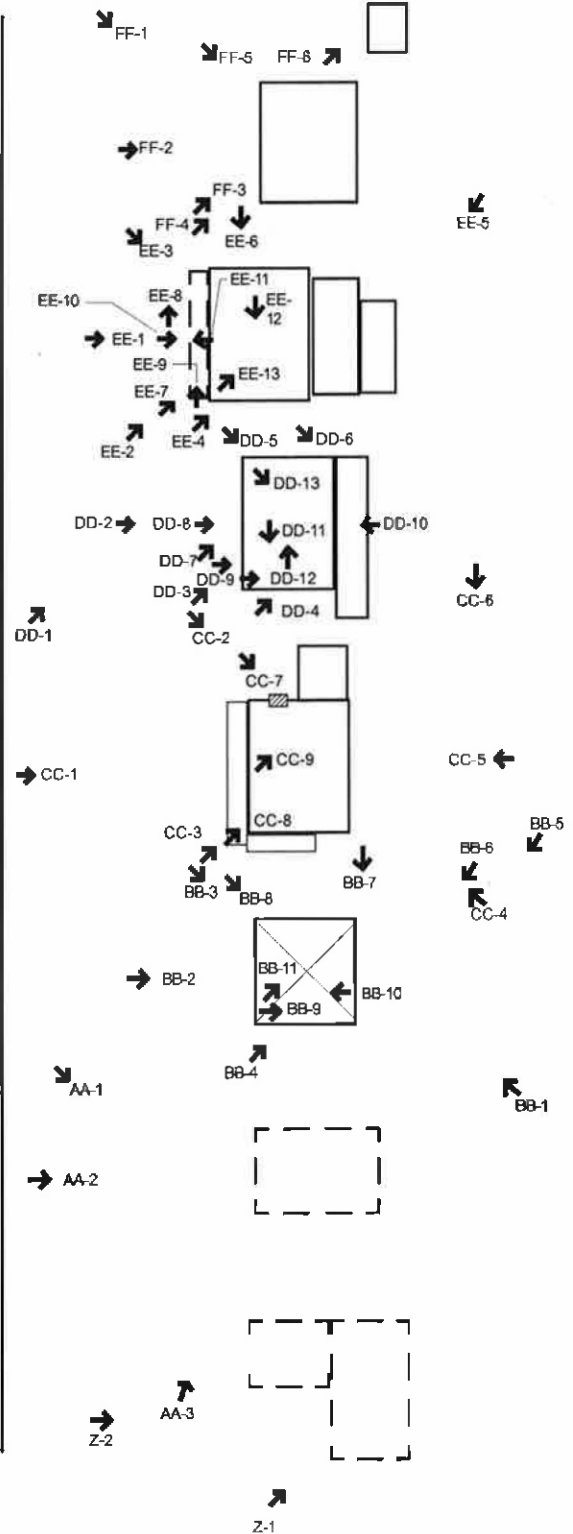 FF-1
FF-5
FF-6
FF-2
FF-3
FF-4
EE-5
EE-3
EE-6
EE-11
EE-10
EE-8
EE-
12
EE-1
EE-9
EE-13
EE-7
EE-4
EE-2
DD-5
DD-6
DD-13
DD-2
DD-8
DD-11
DD-10
DD-7
DD-9
DD-12
DD-3
DD-4
CC-6
DD-1
CC-2
CC-7
CC-9
CC-5
CC-1
CC-8
BB-5
CC-3
BB-6
BB-3
BB-8
BB-7
CC-4
BB-11
BB-2
BB-10
BB-9
BB-4
AA-1
BB-1
AA-2
AA-3
Z-2
Z-1